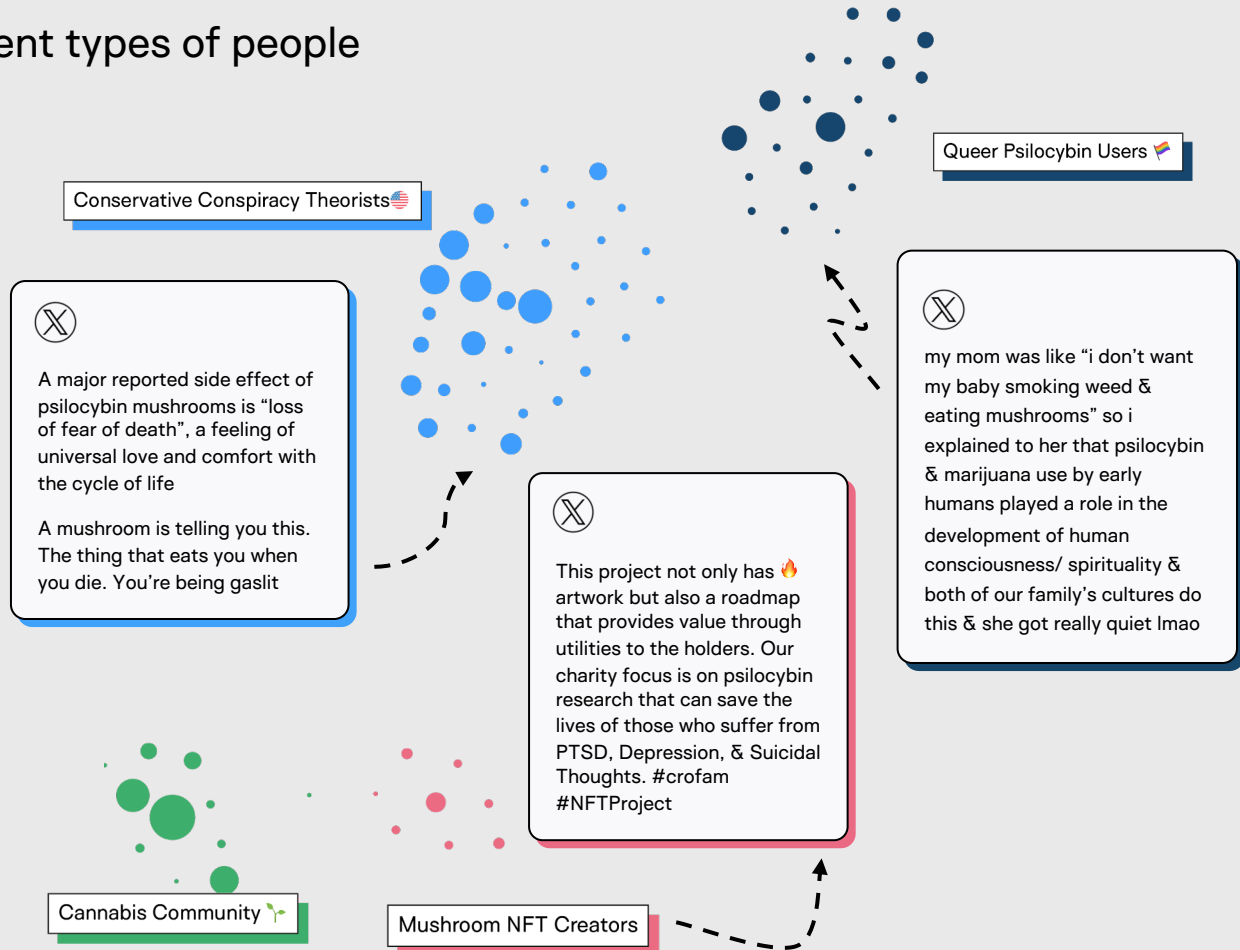 ent types of people
Queer Psilocybin Users 🏳️‍🌈
Conservative Conspiracy Theorists🇺🇸
A major reported side effect of
psilocybin mushrooms is “loss
of fear of death”, a feeling of
universal love and comfort with
the cycle of life
A mushroom is telling you this.
The thing that eats you when
you die. You’re being gaslit
my mom was like “i don’t want
my baby smoking weed &
eating mushrooms” so i
explained to her that psilocybin
& marijuana use by early
humans played a role in the
development of human
consciousness/ spirituality &
both of our family’s cultures do
this & she got really quiet lmao
This project not only has 🔥
artwork but also a roadmap
that provides value through
utilities to the holders. Our
charity focus is on psilocybin
research that can save the
lives of those who suffer from
PTSD, Depression, & Suicidal
Thoughts. #crofam
#NFTProject
Cannabis Community 🌱
Mushroom NFT Creators